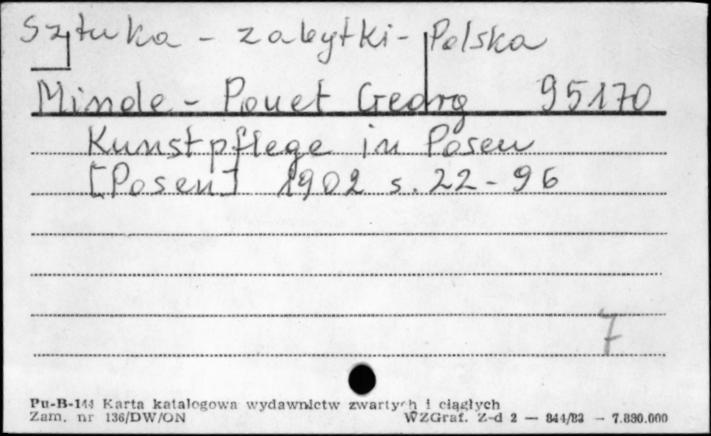 Sztuka - zabytki - Polska
Minde - Pouet Georg 95170
Kunstpflege in Posen
[Posen] 1902 s. 22-96
7
Pu-B-144 Karta katalogowa wydawnictw zwartych i ciągłych
Zam. nr 136/DW/ON WZGraf. Z-d 2 — 844/83 — 7.880.000